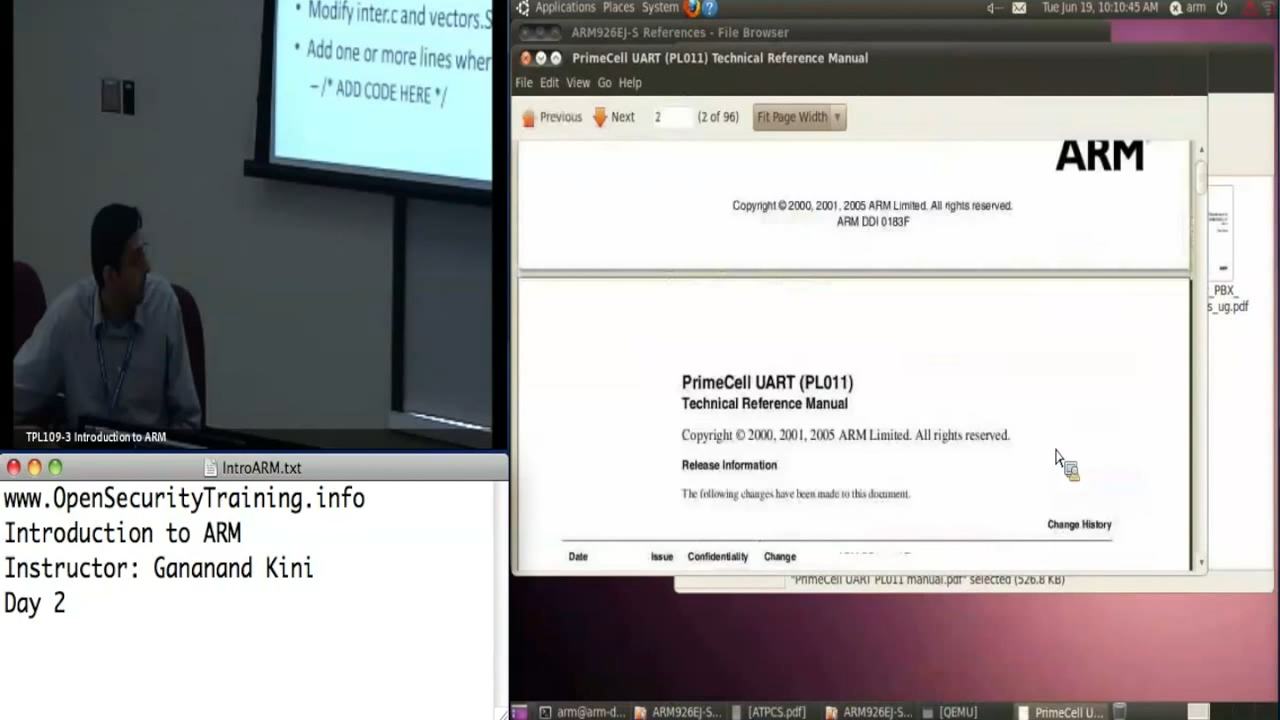 • Modify inter.c and vectors.S
• Add one or more lines wher
– /* ADD CODE HERE */
TPL109-3 Introduction to ARM
IntroARM.txt
www.OpenSecurityTraining.info
Introduction to ARM
Instructor: Gananand Kini
Day 2
Applications Places System
Tue Jun 19, 10:10:45 AM
arm
ARM926EJ-S References - File Browser
PrimeCell UART (PL011) Technical Reference Manual
File Edit View Go Help
Previous Next 2 (2 of 96) Fit Page Width
ARM
Copyright © 2000, 2001, 2005 ARM Limited. All rights reserved.
ARM DDI 0183F
_PBX_
s_ug.pdf
PrimeCell UART (PL011)
Technical Reference Manual
Copyright © 2000, 2001, 2005 ARM Limited. All rights reserved.
Release Information
The following changes have been made to this document.
Change History
Date Issue Confidentiality Change
"PrimeCell UART PL011 manual.pdf" selected (526.8 KB)
arm@arm-d... ARM926EJ-S... [ATPCS.pdf] ARM926EJ-S... [QEMU] PrimeCell U...